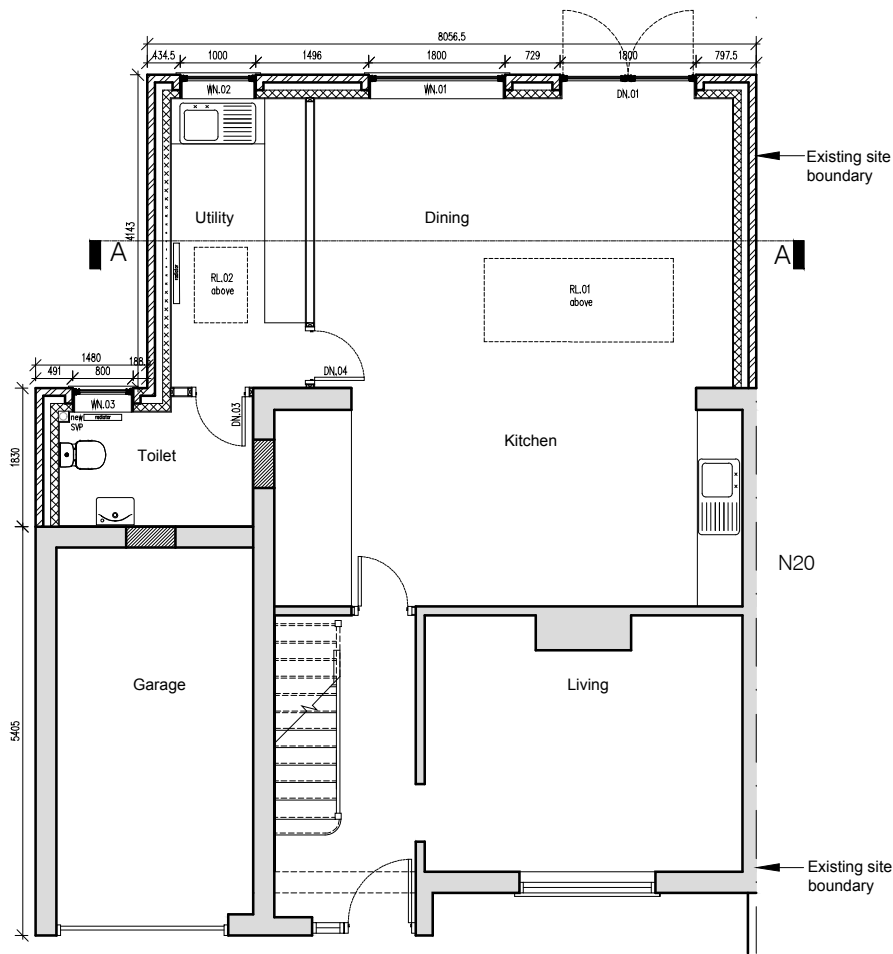 8056.5
434.5 1000 1496 1800 729 1800 797.5
WN.02 WN.01 DN.01
Existing site
boundary
Utility Dining
4143
A A
RL.02
above
RL.01
above
radiator
1480
491 800 188
DN.04
WN.03
DN.03
new
SVP
radiator
Toilet
Kitchen
1830
N20
Garage
Living
5405
Existing site
boundary